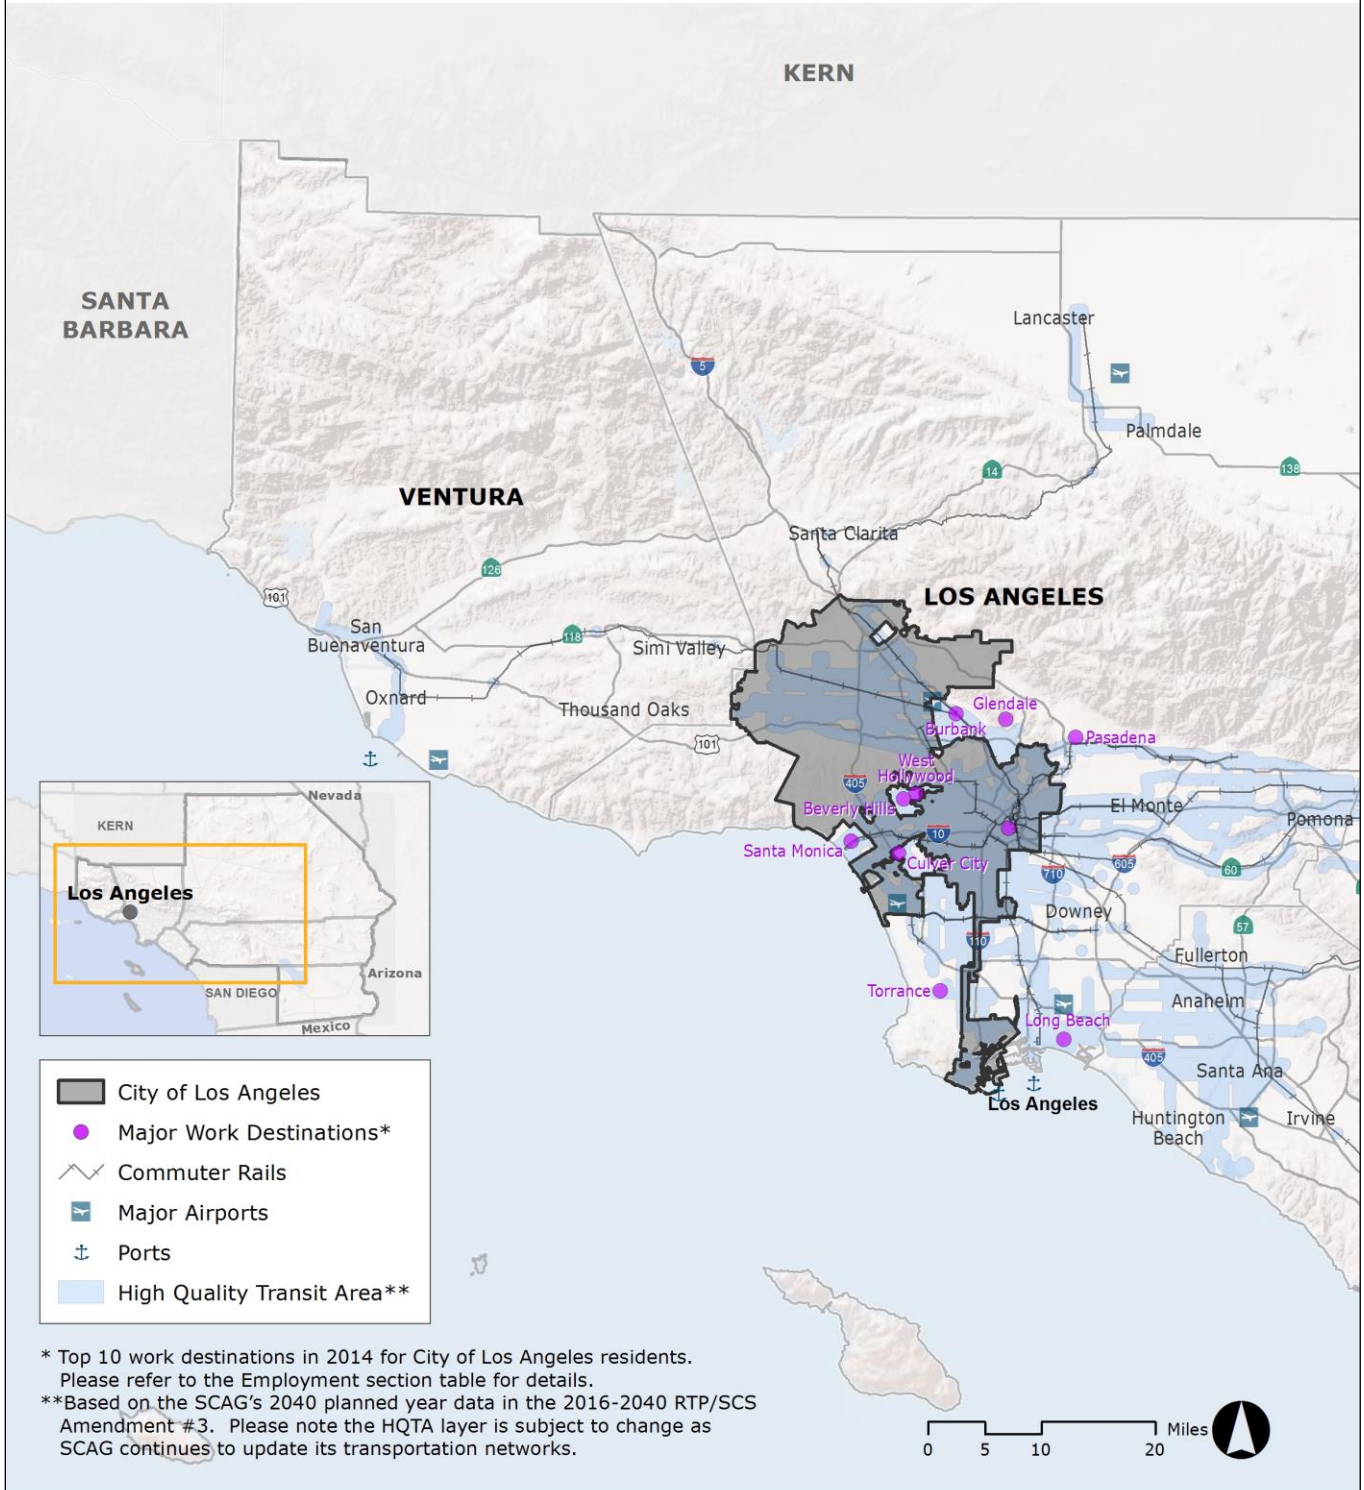 KERN
SANTA
BARBARA
Lancaster
5
Palmdale
14
138
VENTURA
Santa Clarita
126
LOS ANGELES
101
San
Buenaventura
118
Simi Valley
Oxnard
Thousand Oaks
Glendale
Burbank
Pasadena
101
West
Hollywood
405
Beverly Hills
El Monte
Pomona
10
Santa Monica
Culver City
605
710
60
Downey
57
110
Fullerton
Torrance
Anaheim
Long Beach
405
Santa Ana
Los Angeles
Huntington
Beach
Irvine
Nevada
KERN
Los Angeles
Arizona
SAN DIEGO
Mexico
City of Los Angeles
Major Work Destinations*
Commuter Rails
Major Airports
Ports
High Quality Transit Area**
* Top 10 work destinations in 2014 for City of Los Angeles residents.
Please refer to the Employment section table for details.
**Based on the SCAG's 2040 planned year data in the 2016-2040 RTP/SCS
Amendment #3. Please note the HQTA layer is subject to change as
SCAG continues to update its transportation networks.
Miles
0 5 10 20